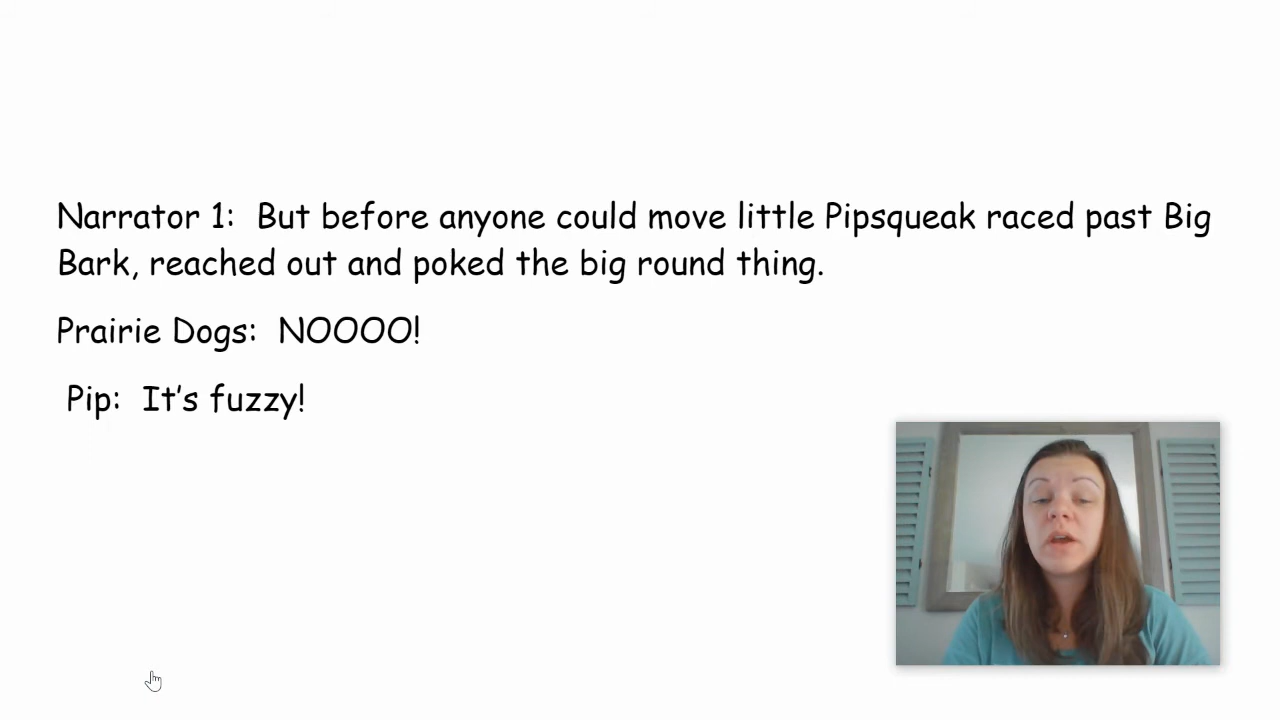 Narrator 1:  But before anyone could move little Pipsqueak raced past Big
Bark, reached out and poked the big round thing.
Prairie Dogs:  NOOOO!
Pip:  It’s fuzzy!